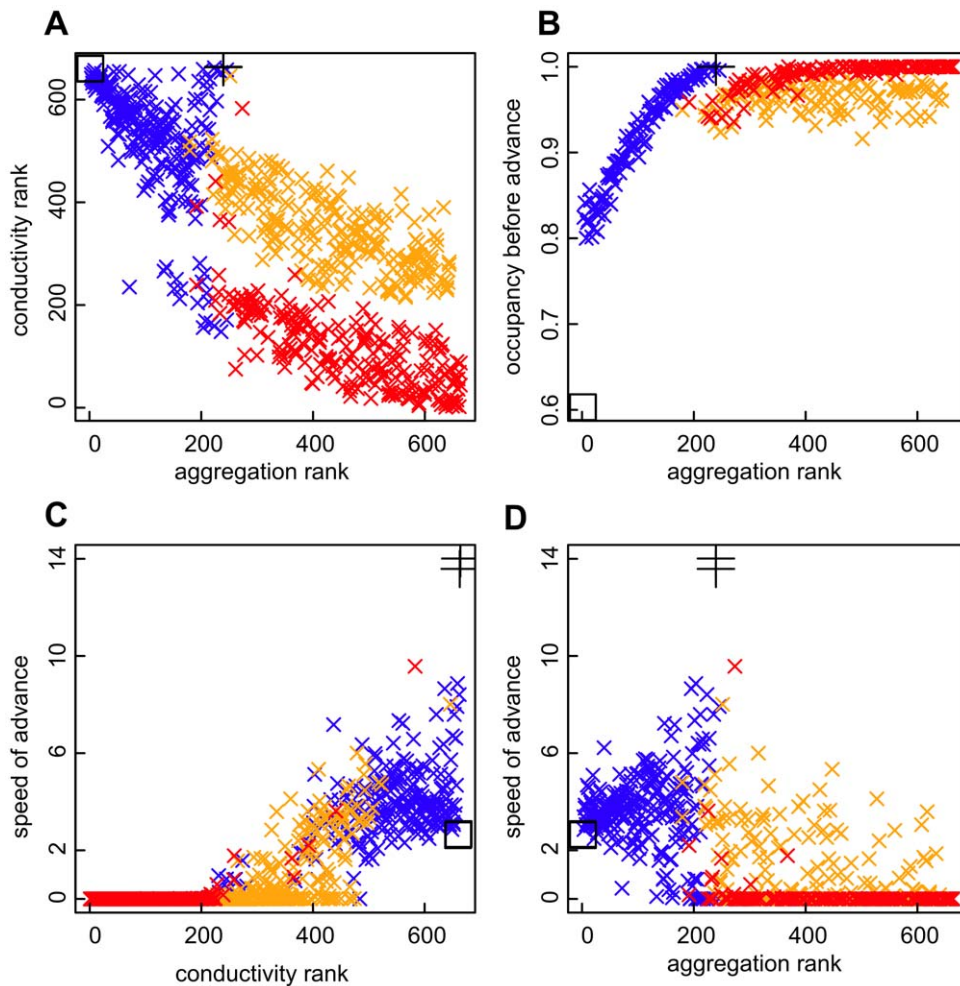 A
conductivity rank
0 200 400 600
0 200 400 600
aggregation rank
B
occupancy before advance
0.6 0.7 0.8 0.9 1.0
0 200 400 600
aggregation rank
C
speed of advance
0 2 6 10 14
0 200 400 600
conductivity rank
D
speed of advance
0 2 6 10 14
0 200 400 600
aggregation rank